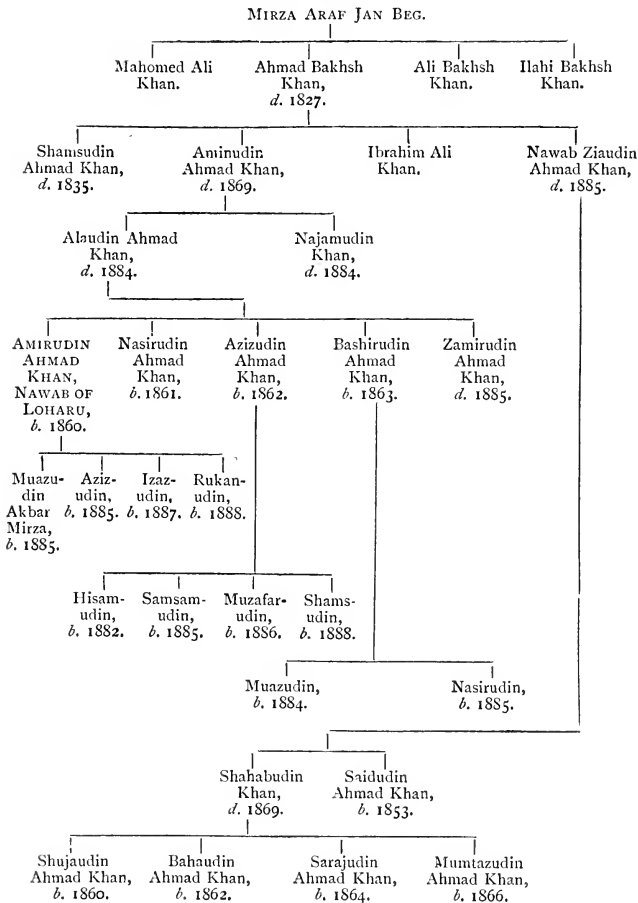 MIRZA ARAF JAN BEG.
Mahomed Ali
Khan.
Ahmad Bakhsh
Khan,
d. 1827.
Ali Bakhsh
Khan.
Ilahi Bakhsh
Khan.
Shamsudin
Ahmad Khan,
d. 1835.
Aminudin
Ahmad Khan,
d. 1869.
Ibrahim Ali
Khan.
Nawab Ziaudin
Ahmad Khan,
d. 1885.
Alaudin Ahmad
Khan,
d. 1884.
Najamudin
Khan,
d. 1884.
AMIRUDIN
AHMAD
KHAN,
NAWAB OF
LOHARU,
b. 1860.
Nasirudin
Ahmad
Khan,
b. 1861.
Azizudin
Ahmad
Khan,
b. 1862.
Bashirudin
Ahmad
Khan,
b. 1863.
Zamirudin
Ahmad
Khan,
d. 1885.
Muazu-
din
Akbar
Mirza,
b. 1885.
Aziz-
udin,
b. 1885.
Izaz-
udin,
b. 1887.
Rukan-
udin,
b. 1888.
Hisam-
udin,
b. 1882.
Samsam-
udin,
b. 1885.
Muzafar-
udin,
b. 1886.
Shams-
udin,
b. 1888.
Muazudin,
b. 1884.
Nasirudin,
b. 1885.
Shahabudin
Khan,
d. 1869.
Saidudin
Ahmad Khan,
b. 1853.
Shujaudin
Ahmad Khan,
b. 1860.
Bahaudin
Ahmad Khan,
b. 1862.
Sarajudin
Ahmad Khan,
b. 1864.
Mumtazudin
Ahmad Khan,
b. 1866.